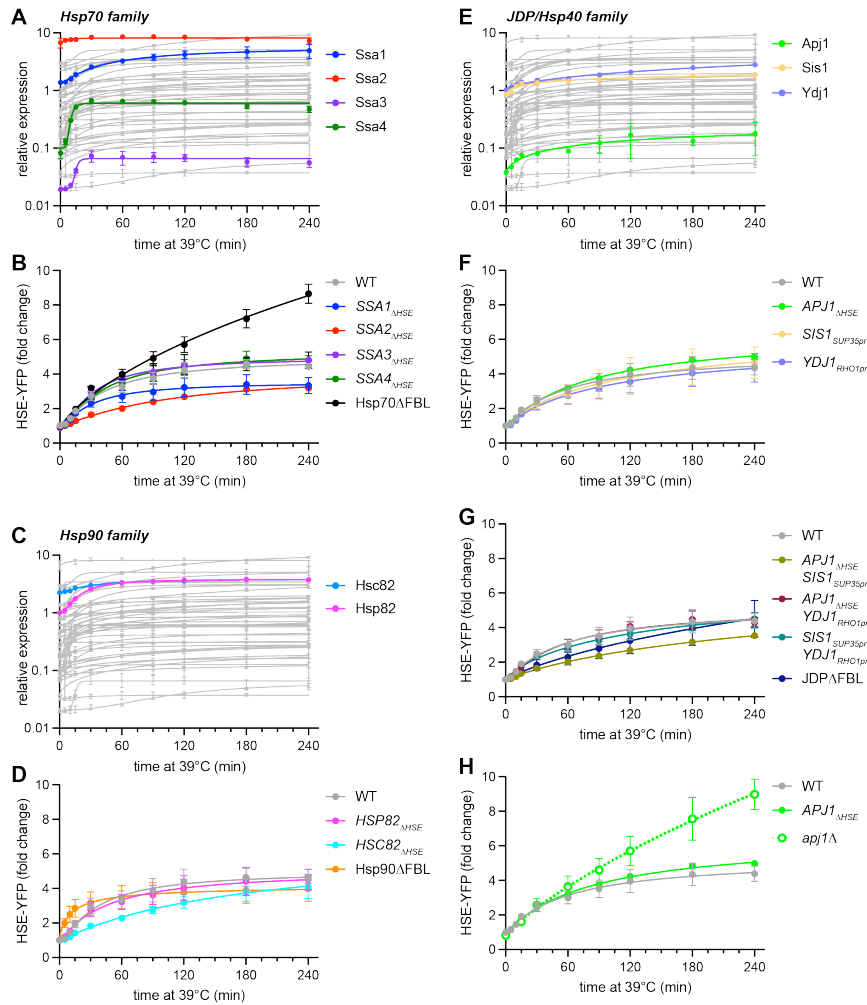 A
Hsp70 family
relative expression
10
1
0.1
0.01
0
60
120
180
240
time at 39°C (min)
Ssa1
Ssa2
Ssa3
Ssa4
B
HSE-YFP (fold change)
10
8
6
4
2
0
0
60
120
180
240
time at 39°C (min)
WT
SSA1ΔHSE
SSA2ΔHSE
SSA3ΔHSE
SSA4ΔHSE
Hsp70ΔFBL
C
Hsp90 family
relative expression
10
1
0.1
0.01
0
60
120
180
240
time at 39°C (min)
Hsc82
Hsp82
D
HSE-YFP (fold change)
10
8
6
4
2
0
0
60
120
180
240
time at 39°C (min)
WT
HSP82ΔHSE
HSC82ΔHSE
Hsp90ΔFBL
E
JDP/Hsp40 family
relative expression
10
1
0.1
0.01
0
60
120
180
240
time at 39°C (min)
Apj1
Sis1
Ydj1
F
HSE-YFP (fold change)
10
8
6
4
2
0
0
60
120
180
240
time at 39°C (min)
WT
APJ1ΔHSE
SIS1SUP35pr
YDJ1RHO1pr
G
HSE-YFP (fold change)
10
8
6
4
2
0
0
60
120
180
240
time at 39°C (min)
WT
APJ1ΔHSE
SIS1SUP35pr
APJ1ΔHSE
YDJ1RHO1pr
SIS1SUP35pr
YDJ1RHO1pr
JDPΔFBL
H
HSE-YFP (fold change)
10
8
6
4
2
0
0
60
120
180
240
time at 39°C (min)
WT
APJ1ΔHSE
apj1Δ